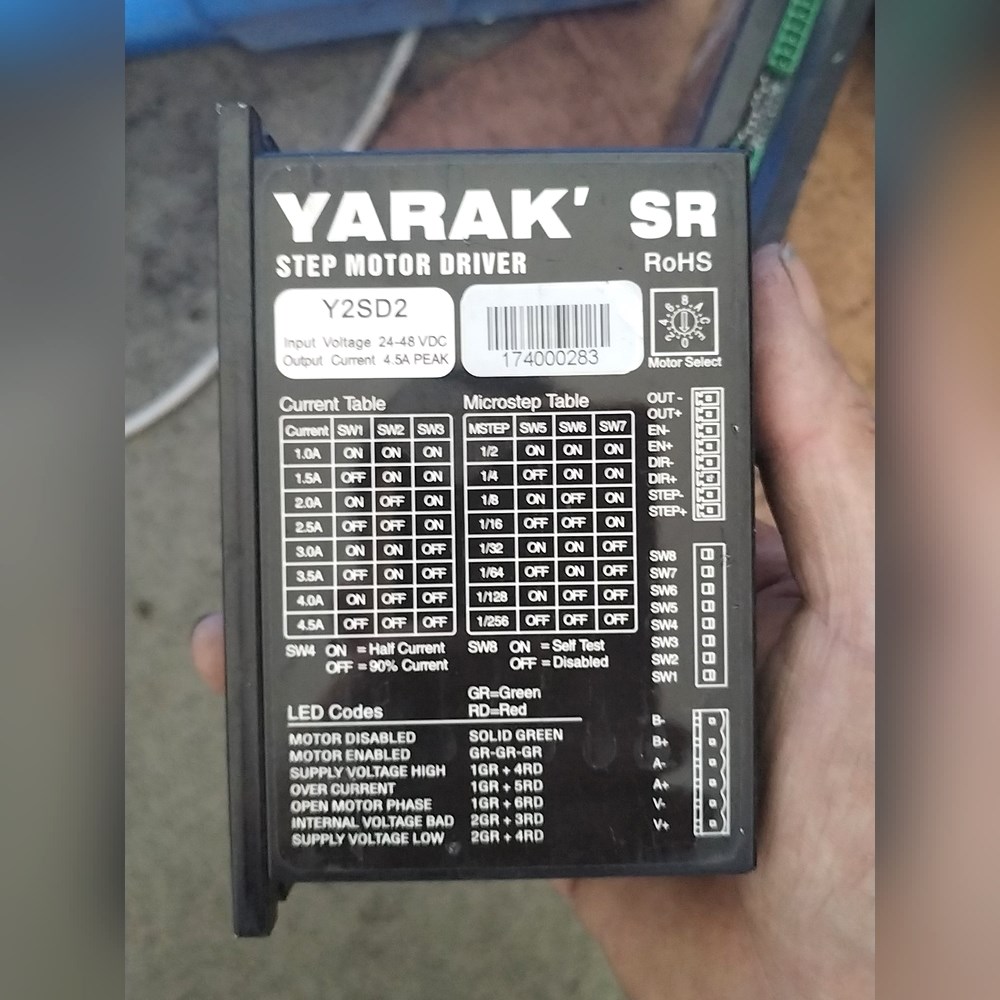 YARAK' SR
STEP MOTOR DRIVER RoHS
Y2SD2
Input Voltage 24-48 VDC
Output Current 4.5A PEAK
174000283
Motor Select
Current Table
Current SW1 SW2 SW3
1.0A ON ON ON
1.5A OFF ON ON
2.0A ON OFF ON
2.5A OFF OFF ON
3.0A ON ON OFF
3.5A OFF ON OFF
4.0A ON OFF OFF
4.5A OFF OFF OFF
SW4 ON = Half Current
OFF = 90% Current
Microstep Table
MSTEP SW5 SW6 SW7
1/2 ON ON ON
1/4 OFF ON ON
1/8 ON OFF ON
1/16 OFF OFF ON
1/32 ON ON OFF
1/64 OFF ON OFF
1/128 ON OFF OFF
1/256 OFF OFF OFF
SW8 ON = Self Test
OFF = Disabled
OUT -
OUT+
EN-
EN+
DIR-
DIR+
STEP-
STEP+
SW8
SW7
SW6
SW5
SW4
SW3
SW2
SW1
GR=Green
LED Codes RD=Red
MOTOR DISABLED SOLID GREEN
MOTOR ENABLED GR-GR-GR
SUPPLY VOLTAGE HIGH 1GR + 4RD
OVER CURRENT 1GR + 5RD
OPEN MOTOR PHASE 1GR + 6RD
INTERNAL VOLTAGE BAD 2GR + 3RD
SUPPLY VOLTAGE LOW 2GR + 4RD
B-
B+
A-
A+
V-
V+